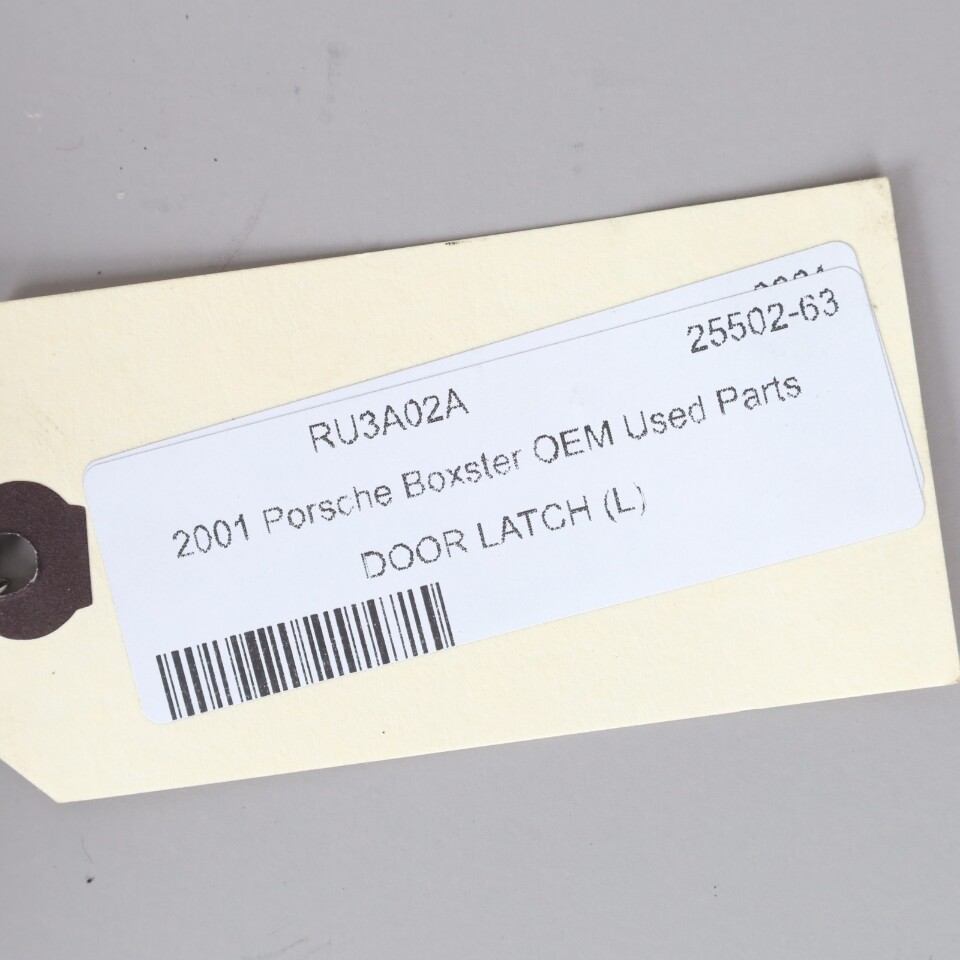 25502-63
RU3A02A
2001 Porsche Boxster OEM Used Parts
DOOR LATCH (L)